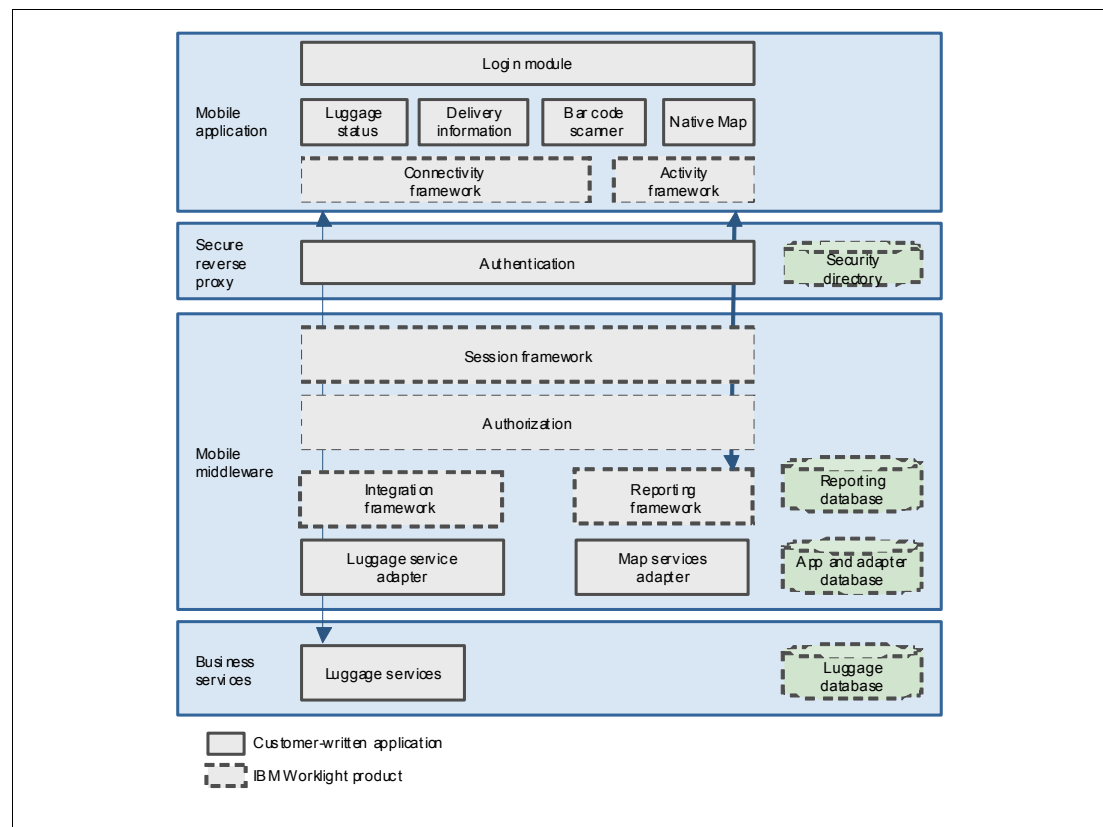 Login module
Mobile
application
Luggage
status
Delivery
information
Bar code
scanner
Native Map
Connectivity
framework
Activity
framework
Secure
reverse
proxy
Authentication
Security
directory
Session framework
Authorization
Mobile
middleware
Integration
framework
Reporting
framework
Reporting
database
Luggage service
adapter
Map services
adapter
App and adapter
database
Business
services
Luggage services
Luggage
database
Customer-written application
IBM Worklight product